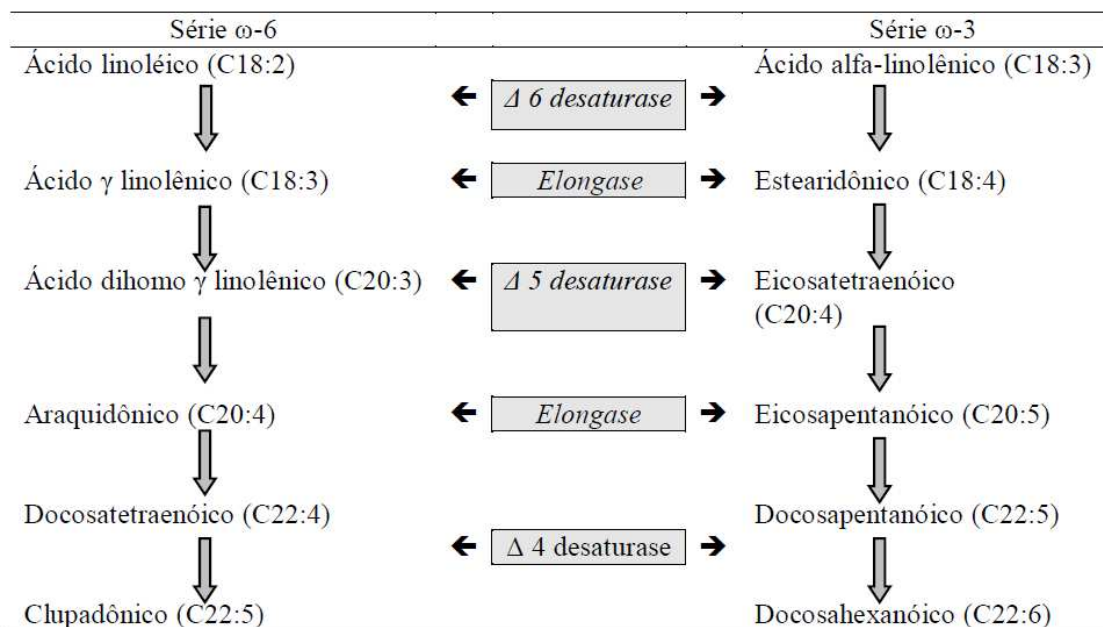 Série ω-6 Série ω-3
Ácido linoléico (C18:2) Ácido alfa-linolênico (C18:3)
Δ 6 desaturase
Ácido γ linolênico (C18:3) Elongase Estearidônico (C18:4)
Ácido dihomo γ linolênico (C20:3) Δ 5 desaturase Eicosatetraenóico
(C20:4)
Araquidônico (C20:4) Elongase Eicosapentanóico (C20:5)
Docosatetraenóico (C22:4) Docosapentanóico (C22:5)
Δ 4 desaturase
Clupadônico (C22:5) Docosahexanóico (C22:6)